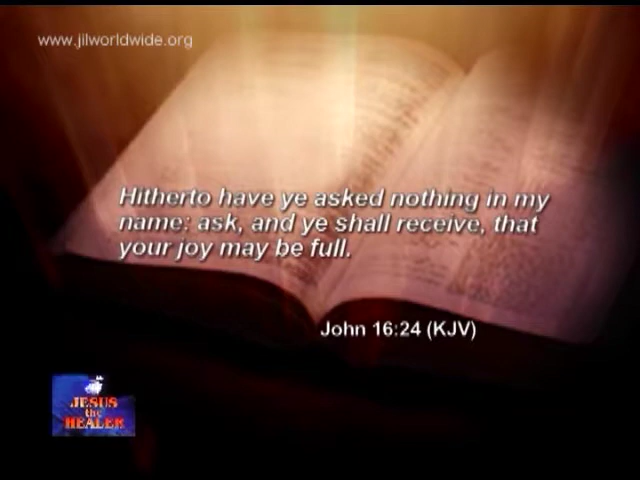 www.jilworldwide.org
Hitherto have ye asked nothing in my
name: ask, and ye shall receive, that
your joy may be full.
John 16:24 (KJV)
JESUS
the
HEALER